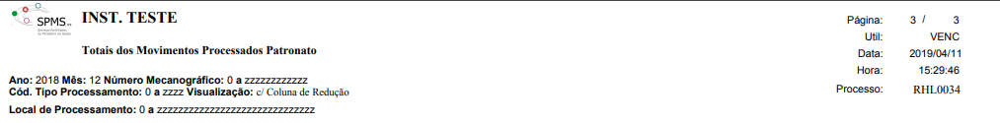 SPMS EPE
INST. TESTE
Serviços Partilhados
do Ministério da Saúde
Totais dos Movimentos Processados Patronato
Página: 3 / 3
Util: VENC
Data: 2019/04/11
Hora: 15:29:46
Processo: RHL0034
Ano: 2018 Mês: 12 Número Mecanográfico: 0 a zzzzzzzzzzzz
Cód. Tipo Processamento: 0 a zzzz Visualização: c/ Coluna de Redução
Local de Processamento: 0 a zzzzzzzzzzzzzzzzzzzzzzzzzzzzzz